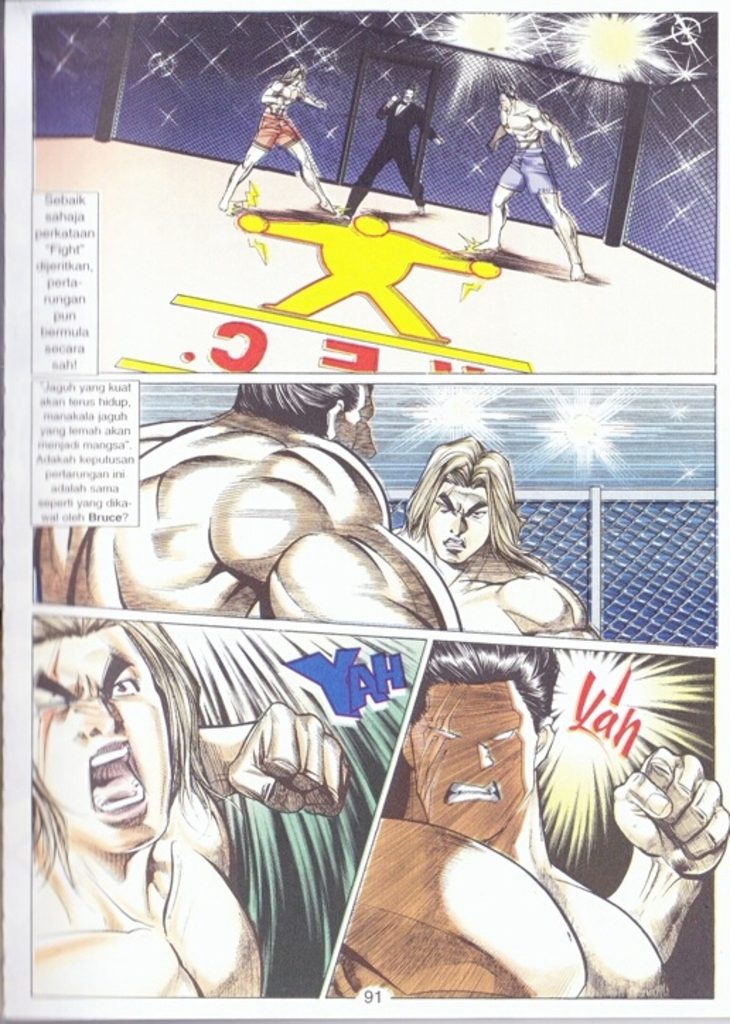 Sebaik
sahaja
perkataan
"Fight"
dijeritkan,
perta-
rungan
pun
bermula
secara
sah!
E.C.
"Jaguh yang kuat
akan terus hidup,
manakala jaguh
yang lemah akan
menjadi mangsa".
Adakah keputusan
pertarungan ini
adalah sama
seperti yang dika-
wal oleh Bruce?
YAH
Yah
91